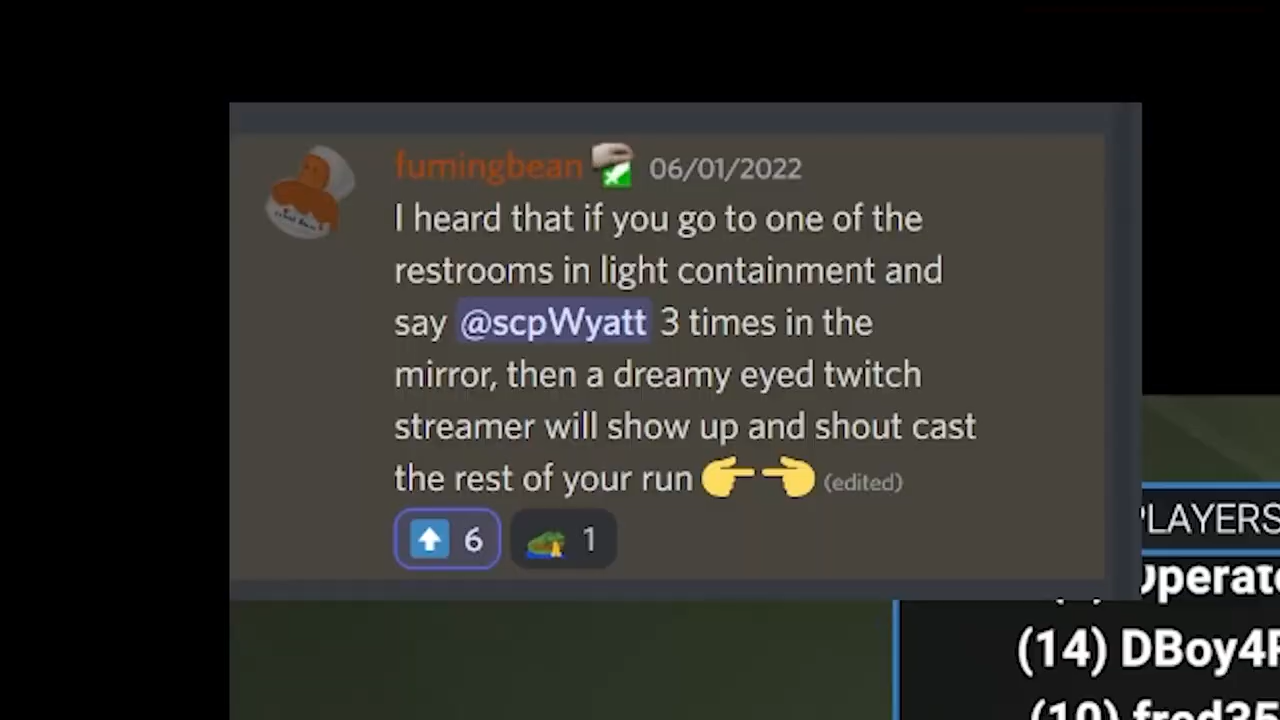 fumingbean 06/01/2022
I heard that if you go to one of the
restrooms in light containment and
say @scpWyatt 3 times in the
mirror, then a dreamy eyed twitch
streamer will show up and shout cast
the rest of your run 👉👈 (edited)
6 1
PLAYERS
(14) DBoy4